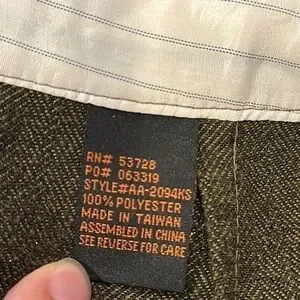 RN# 53728
PO# 063319
STYLE#AA-2094KS
100% POLYESTER
MADE IN TAIWAN
ASSEMBLED IN CHINA
SEE REVERSE FOR CARE